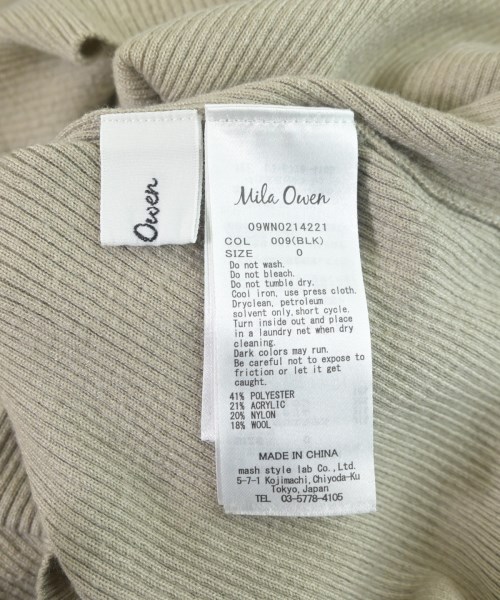 Owen
Mila Owen
09WN0214221
COL 009(BLK)
SIZE 0
Do not wash.
Do not bleach.
Do not tumble dry.
Cool iron, use press cloth.
Dryclean, petroleum
solvent only,short cycle.
Turn inside out and place
in a laundry net when dry
cleaning.
Dark colors may run.
Be careful not to expose to
friction or let it get
caught.
41% POLYESTER
21% ACRYLIC
20% NYLON
18% WOOL
MADE IN CHINA
mash style lab Co.,Ltd.
5-7-1 Kojimachi,Chiyoda-Ku
Tokyo,Japan
TEL 03-5778-4105